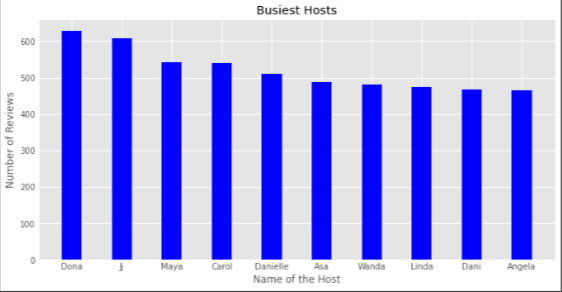 Busiest Hosts
Number of Reviews
600
500
400
300
200
100
0
Dona Jj Maya Carol Danielle Asa Wanda Linda Dani Angela
Name of the Host